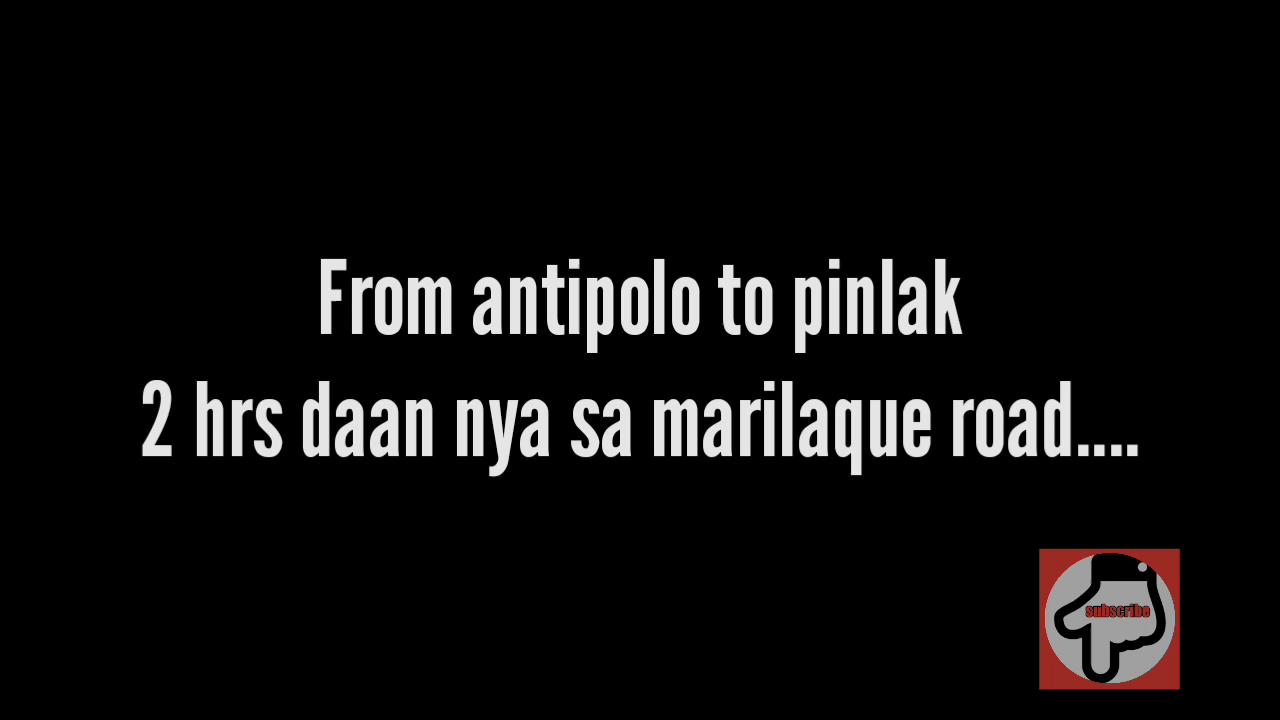 From antipolo to pinlak
2 hrs daan nya sa marilaque road....
subscribe